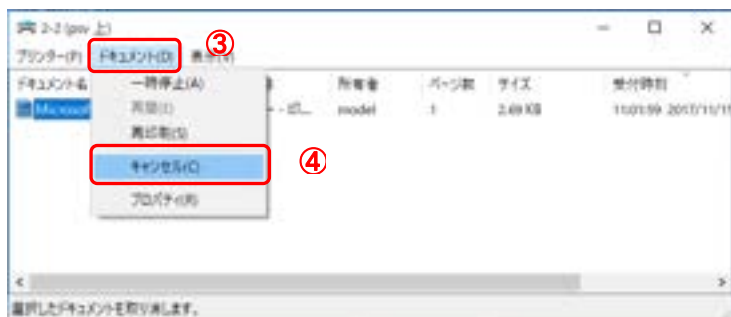 2-2 (psv 上)
③
プリンター(P) ドキュメント(D) 表示(V)
ドキュメント名 所有者 ページ数 サイズ 受付時刻
一時停止(A)
Microsoft model 1 2.69 KB 11:01:59 2017/11/15
再開(E)
再印刷(S)
キャンセル(C) ④
プロパティ(R)
選択したドキュメントを取り消します。